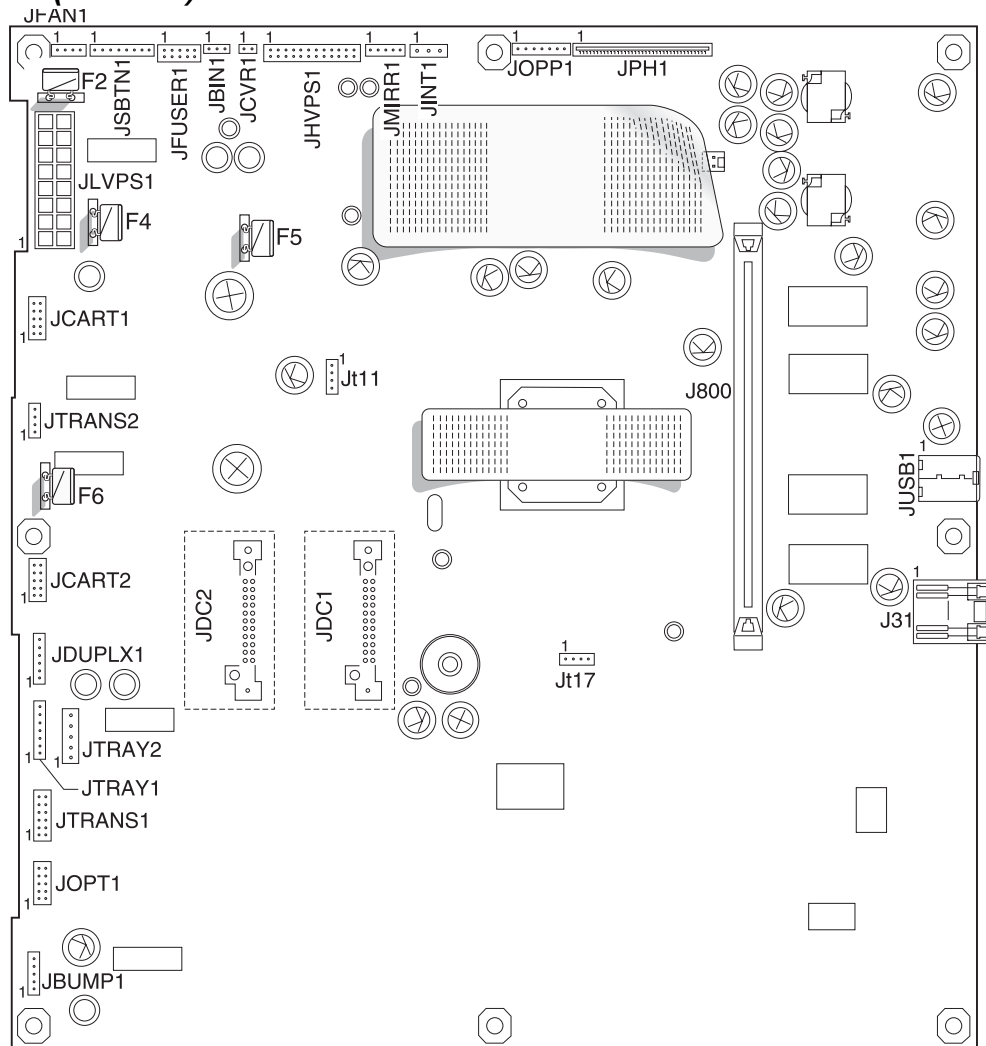 JFAN1
1
1
1
1
1
1
1
1
1
1
F2
JSBTN1
JFUSER1
JBIN1
JCVR1
JHVPS1
JMIRR1
JINT1
JOPP1
JPH1
JLVPS1
F4
F5
1
JCART1
1
1
Jt11
J800
JTRANS2
1
1
JUSB1
F6
JCART2
1
JDC2
JDC1
1
J31
JDUPLX1
1
1
Jt17
JTRAY2
1
1
JTRAY1
JTRANS1
1
JOPT1
1
JBUMP1
1